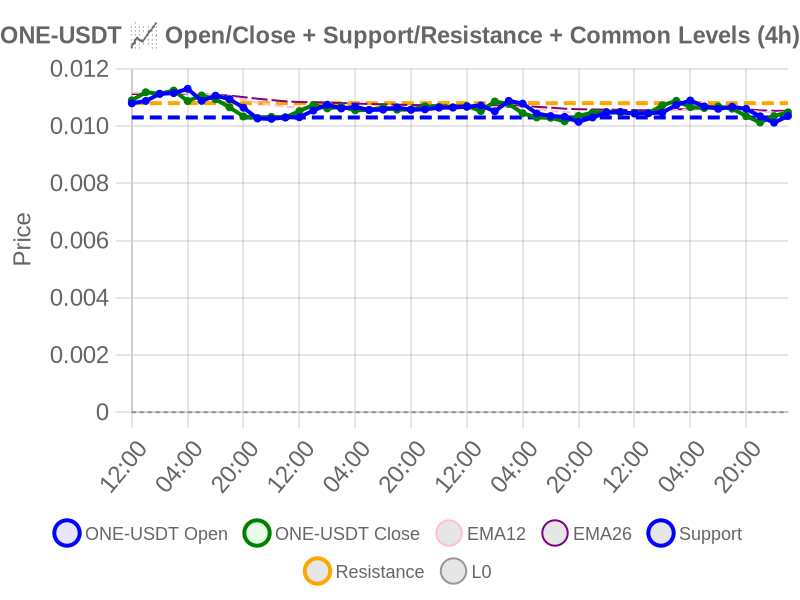 ONE-USDT 📈 Open/Close + Support/Resistance + Common Levels (4h)
0.012
0.010
0.008
0.006
0.004
0.002
0
Price
12:00 04:00 20:00 12:00 04:00 20:00 12:00 04:00 20:00 12:00 04:00 20:00
ONE-USDT Open ONE-USDT Close EMA12 EMA26 Support
Resistance L0